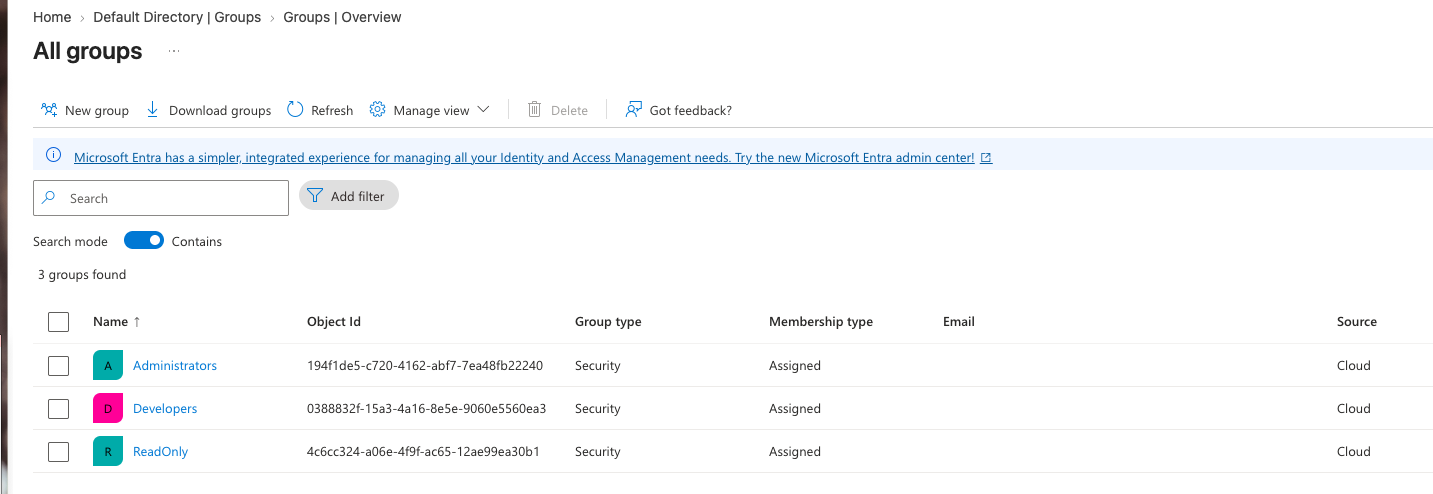 Home > Default Directory | Groups > Groups | Overview
All groups ...
New group Download groups Refresh Manage view Delete Got feedback?
Microsoft Entra has a simpler, integrated experience for managing all your Identity and Access Management needs. Try the new Microsoft Entra admin center!
Search Add filter
Search mode Contains
3 groups found
Name ↑ Object Id Group type Membership type Email Source
A Administrators 194f1de5-c720-4162-abf7-7ea48fb22240 Security Assigned Cloud
D Developers 0388832f-15a3-4a16-8e5e-9060e5560ea3 Security Assigned Cloud
R ReadOnly 4c6cc324-a06e-4f9f-ac65-12ae99ea30b1 Security Assigned Cloud